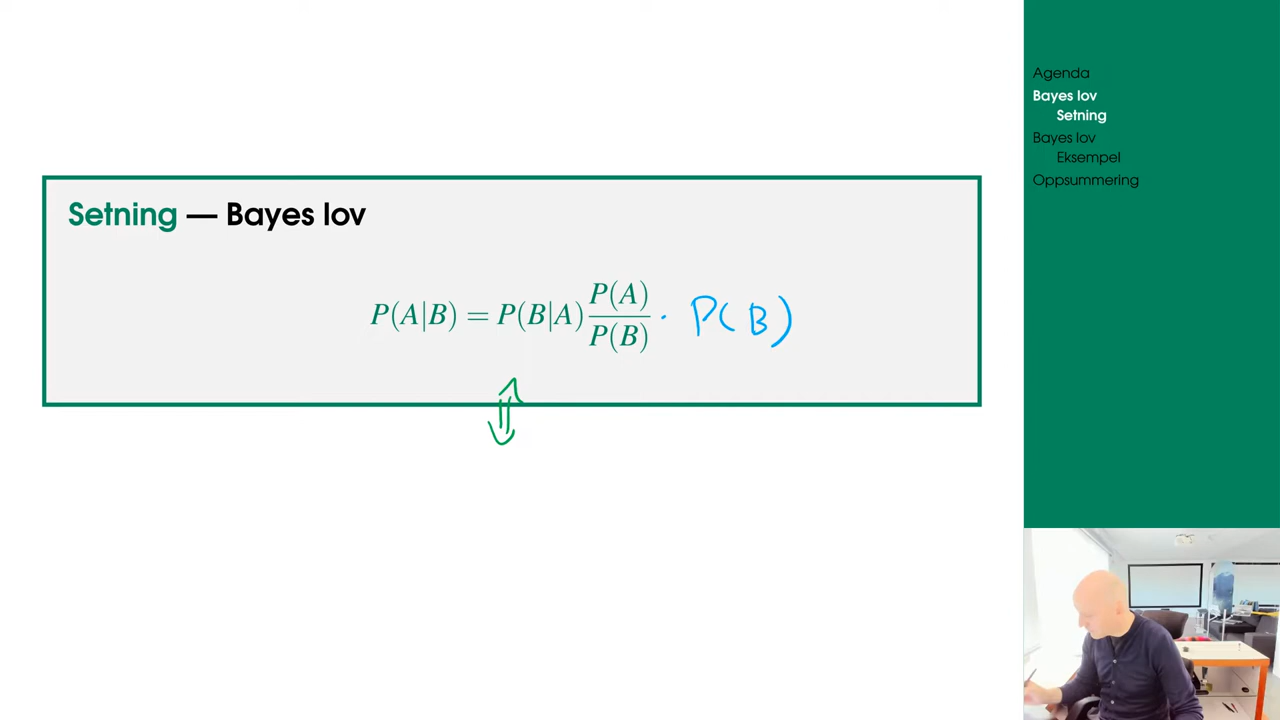 Setning — Bayes lov
P(A|B) = P(B|A) P(A)/P(B) · P(B)
⇕
Agenda
Bayes lov
Setning
Bayes lov
Eksempel
Oppsummering